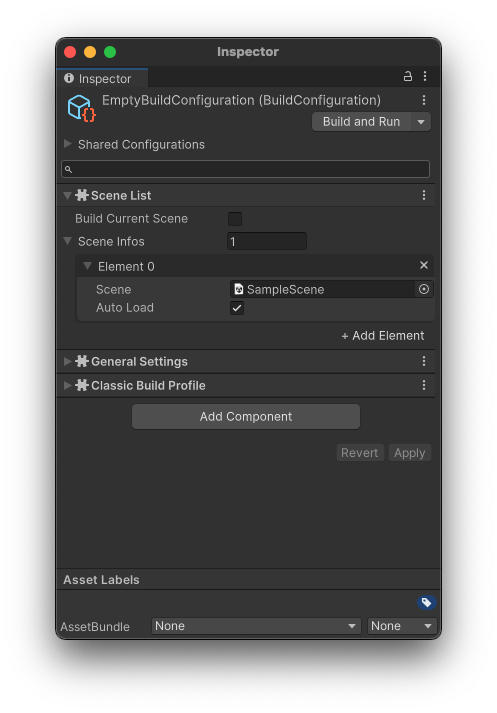 Inspector
Inspector
EmptyBuildConfiguration (BuildConfiguration)
Build and Run
Shared Configurations
Scene List
Build Current Scene
Scene Infos 1
Element 0
Scene SampleScene
Auto Load
+ Add Element
General Settings
Classic Build Profile
Add Component
Revert Apply
Asset Labels
AssetBundle None None